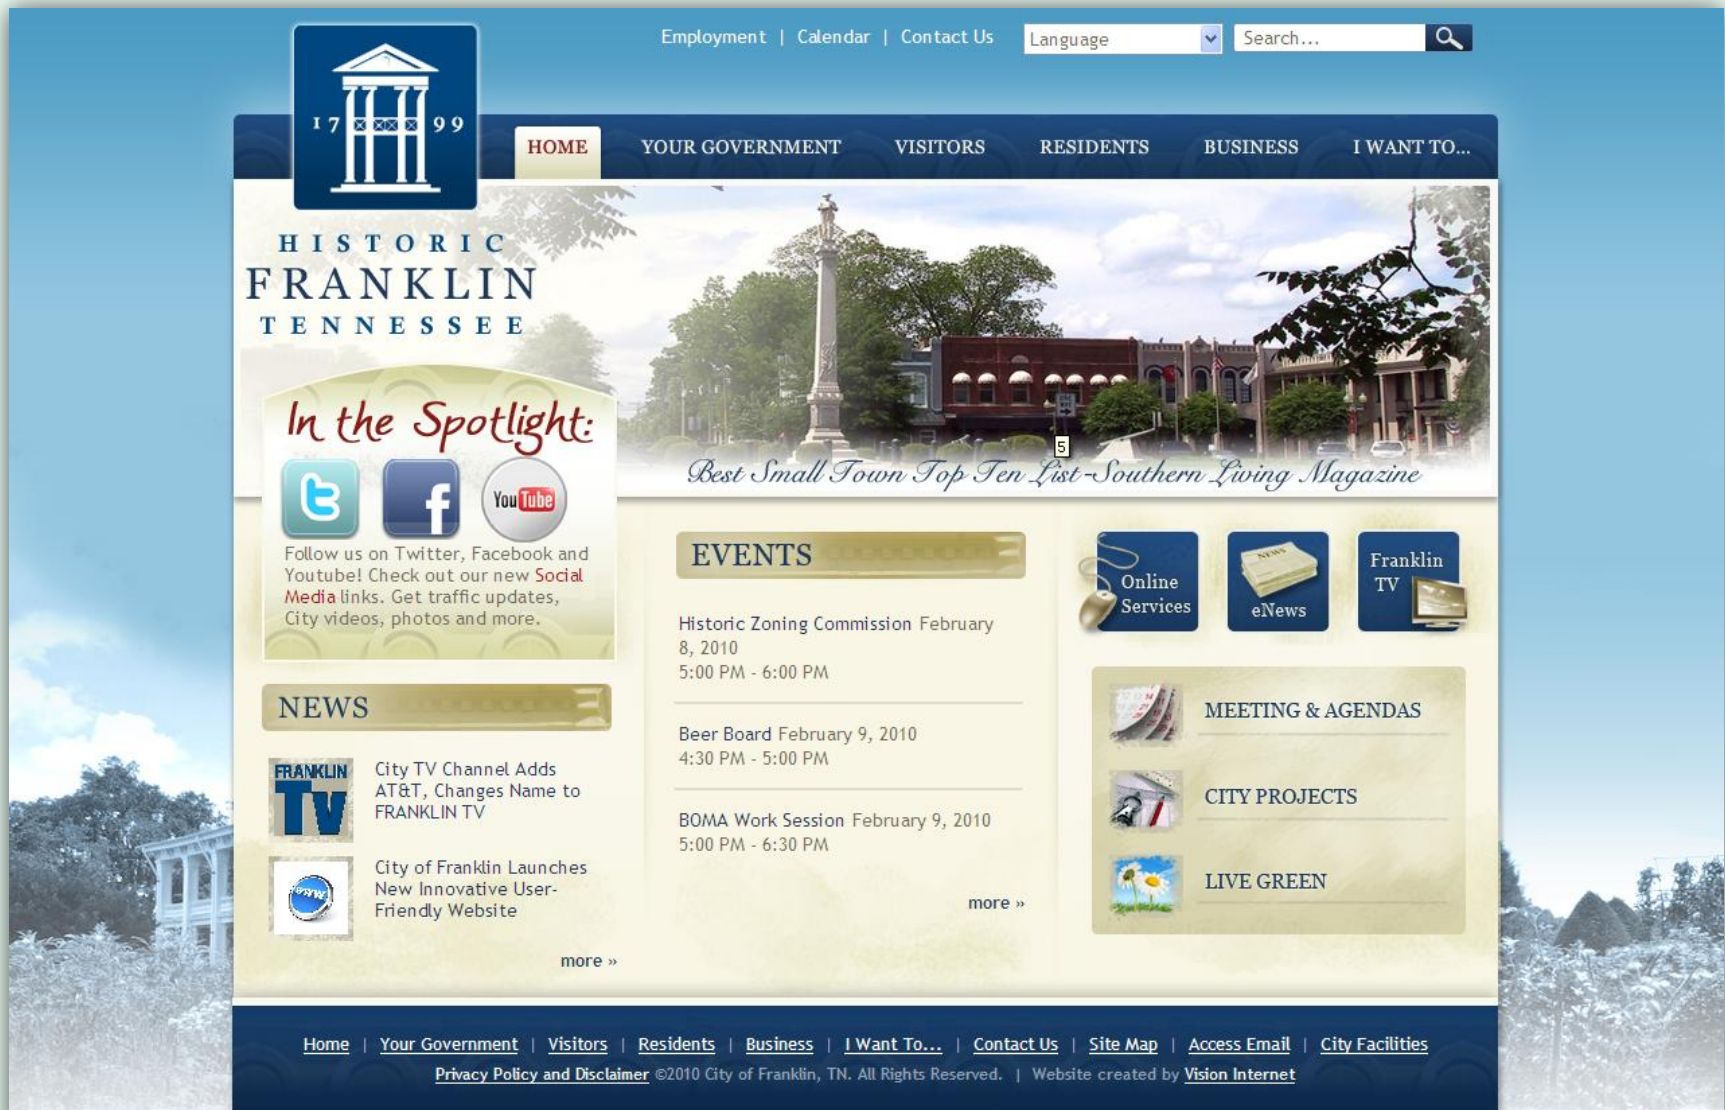 Employment | Calendar | Contact Us
Language
Search...
17 99
HOME
YOUR GOVERNMENT
VISITORS
RESIDENTS
BUSINESS
I WANT TO...
HISTORIC
FRANKLIN
TENNESSEE
5
Best Small Town Top Ten List-Southern Living Magazine
In the Spotlight:
You Tube
Follow us on Twitter, Facebook and
Youtube! Check out our new Social
Media links. Get traffic updates,
City videos, photos and more.
NEWS
FRANKLIN
TV
City TV Channel Adds
AT&T, Changes Name to
FRANKLIN TV
www.
City of Franklin Launches
New Innovative User-
Friendly Website
more »
EVENTS
Historic Zoning Commission February
8, 2010
5:00 PM - 6:00 PM
Beer Board February 9, 2010
4:30 PM - 5:00 PM
BOMA Work Session February 9, 2010
5:00 PM - 6:30 PM
more »
Online
Services
NEWS
eNews
Franklin
TV
MEETING & AGENDAS
CITY PROJECTS
LIVE GREEN
Home | Your Government | Visitors | Residents | Business | I Want To... | Contact Us | Site Map | Access Email | City Facilities
Privacy Policy and Disclaimer ©2010 City of Franklin, TN. All Rights Reserved. | Website created by Vision Internet